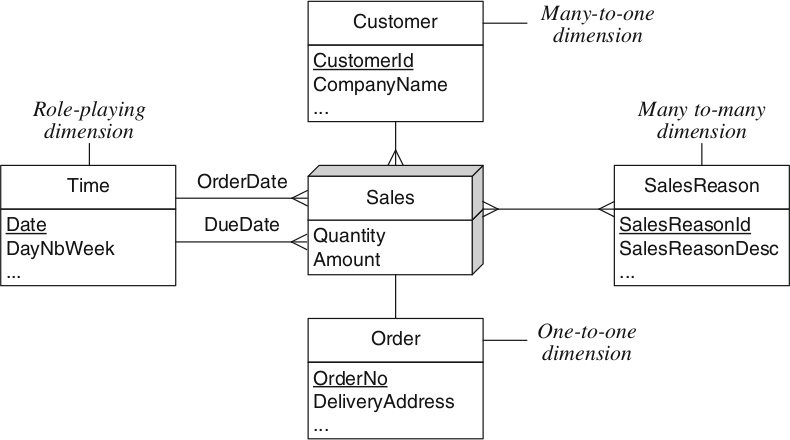 Customer
CustomerId
CompanyName
...
Many-to-one
dimension
Role-playing
dimension
Time
Date
DayNbWeek
...
OrderDate
DueDate
Sales
Quantity
Amount
Many to-many
dimension
SalesReason
SalesReasonId
SalesReasonDesc
...
Order
OrderNo
DeliveryAddress
...
One-to-one
dimension